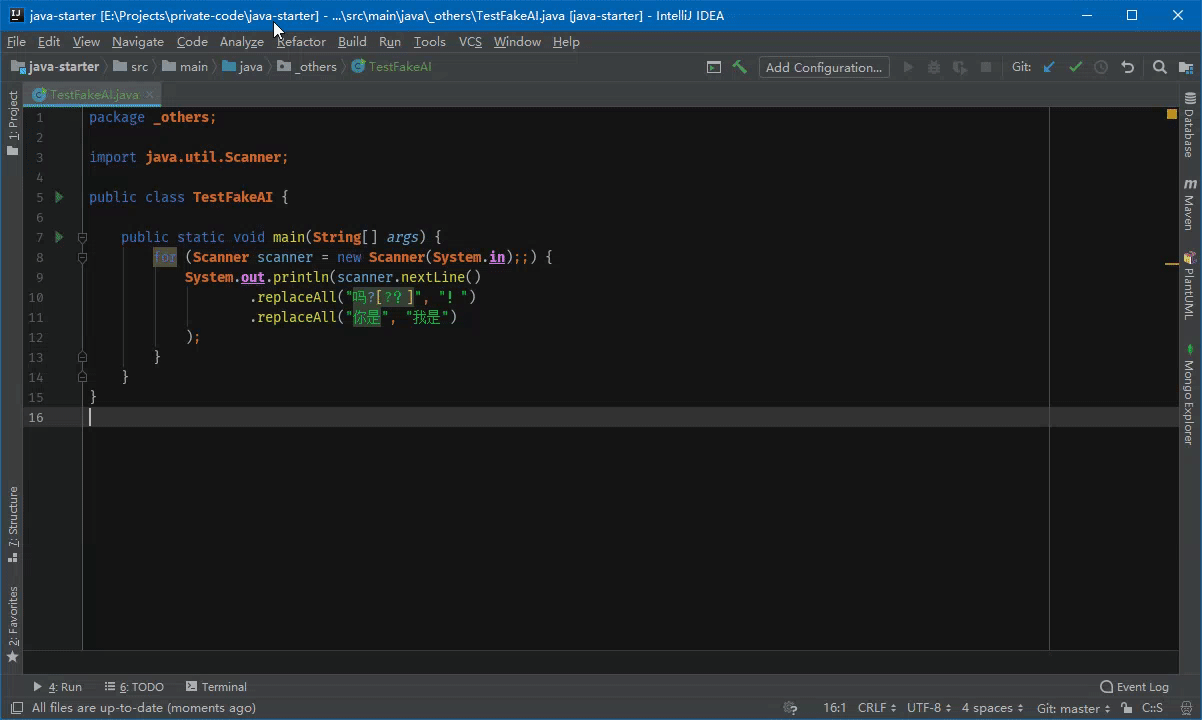 java-starter [E:\Projects\private-code\java-starter] - ...\src\main\java\_others\TestFakeAI.java [java-starter] - IntelliJ IDEA
File Edit View Navigate Code Analyze Refactor Build Run Tools VCS Window Help
java-starter src main java _others TestFakeAI Add Configuration... Git:
TestFakeAI.java
1 package _others;
2
3 import java.util.Scanner;
4
5 public class TestFakeAI {
6
7 public static void main(String[] args) {
8 for (Scanner scanner = new Scanner(System.in);;) {
9 System.out.println(scanner.nextLine()
10 .replaceAll("吗?[?？]", "！")
11 .replaceAll("你是", "我是")
12 );
13 }
14 }
15 }
16
1: Project
7: Structure
2: Favorites
Database
Maven
PlantUML
Mongo Explorer
4: Run 6: TODO Terminal Event Log
All files are up-to-date (moments ago) 16:1 CRLF UTF-8 4 spaces Git: master C::S